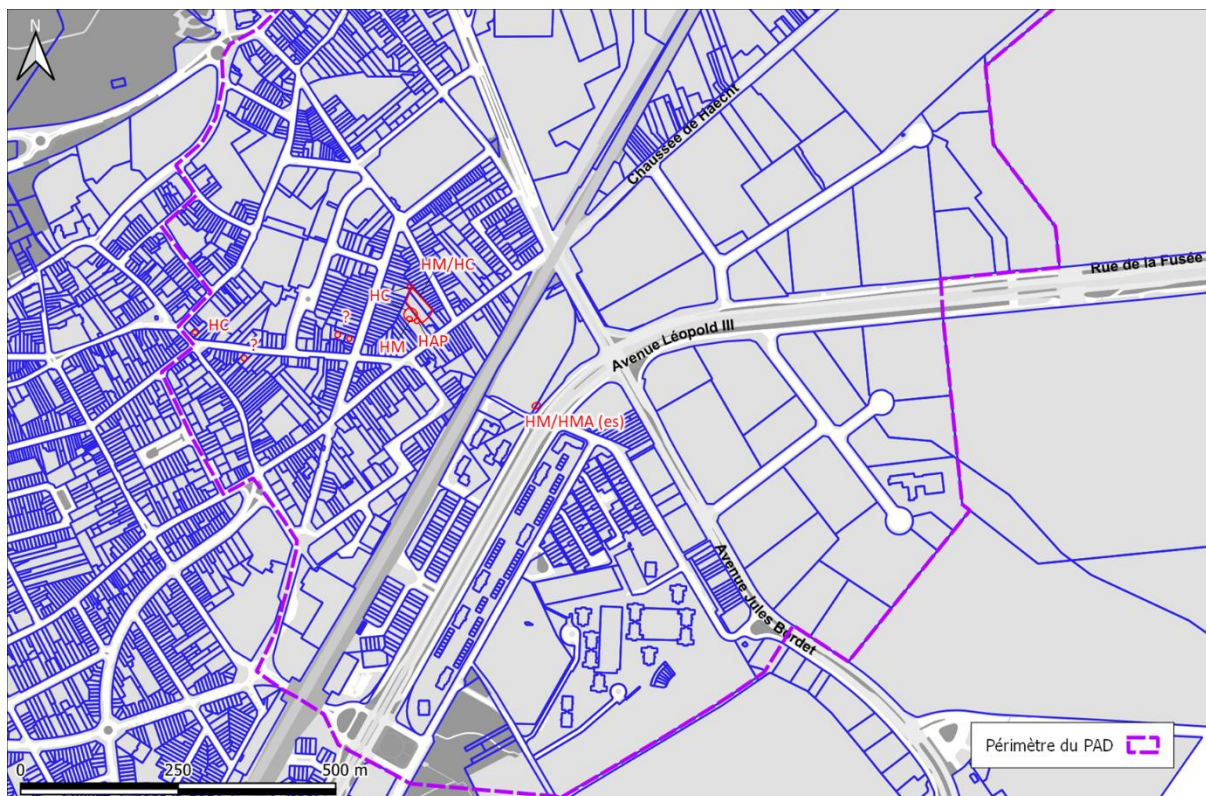 N
Chaussée de Haecht
Rue de la Fusée
HM/HC
HC
HC
?
?
HM
HAP
Avenue Léopold III
HM/HMA (es)
Avenue Jules Bordet
Périmètre du PAD
0
250
500 m